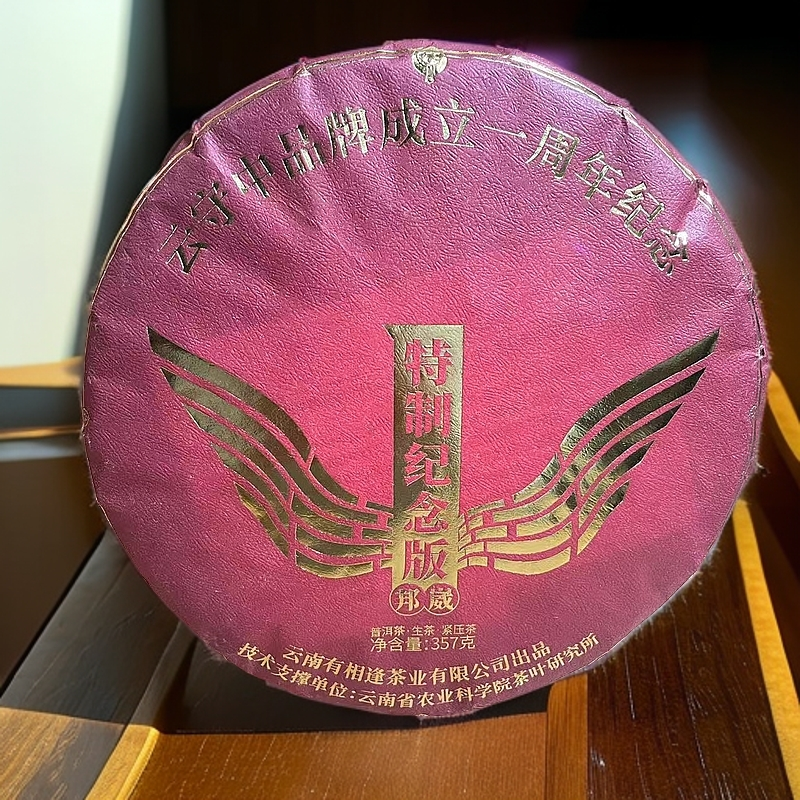 云守中品牌成立一周年纪念
特制纪念版
邦崴
普洱茶·生茶·紧压茶
净含量:357克
云南有相逢茶业有限公司出品
技术支撑单位:云南省农业科学院茶叶研究所